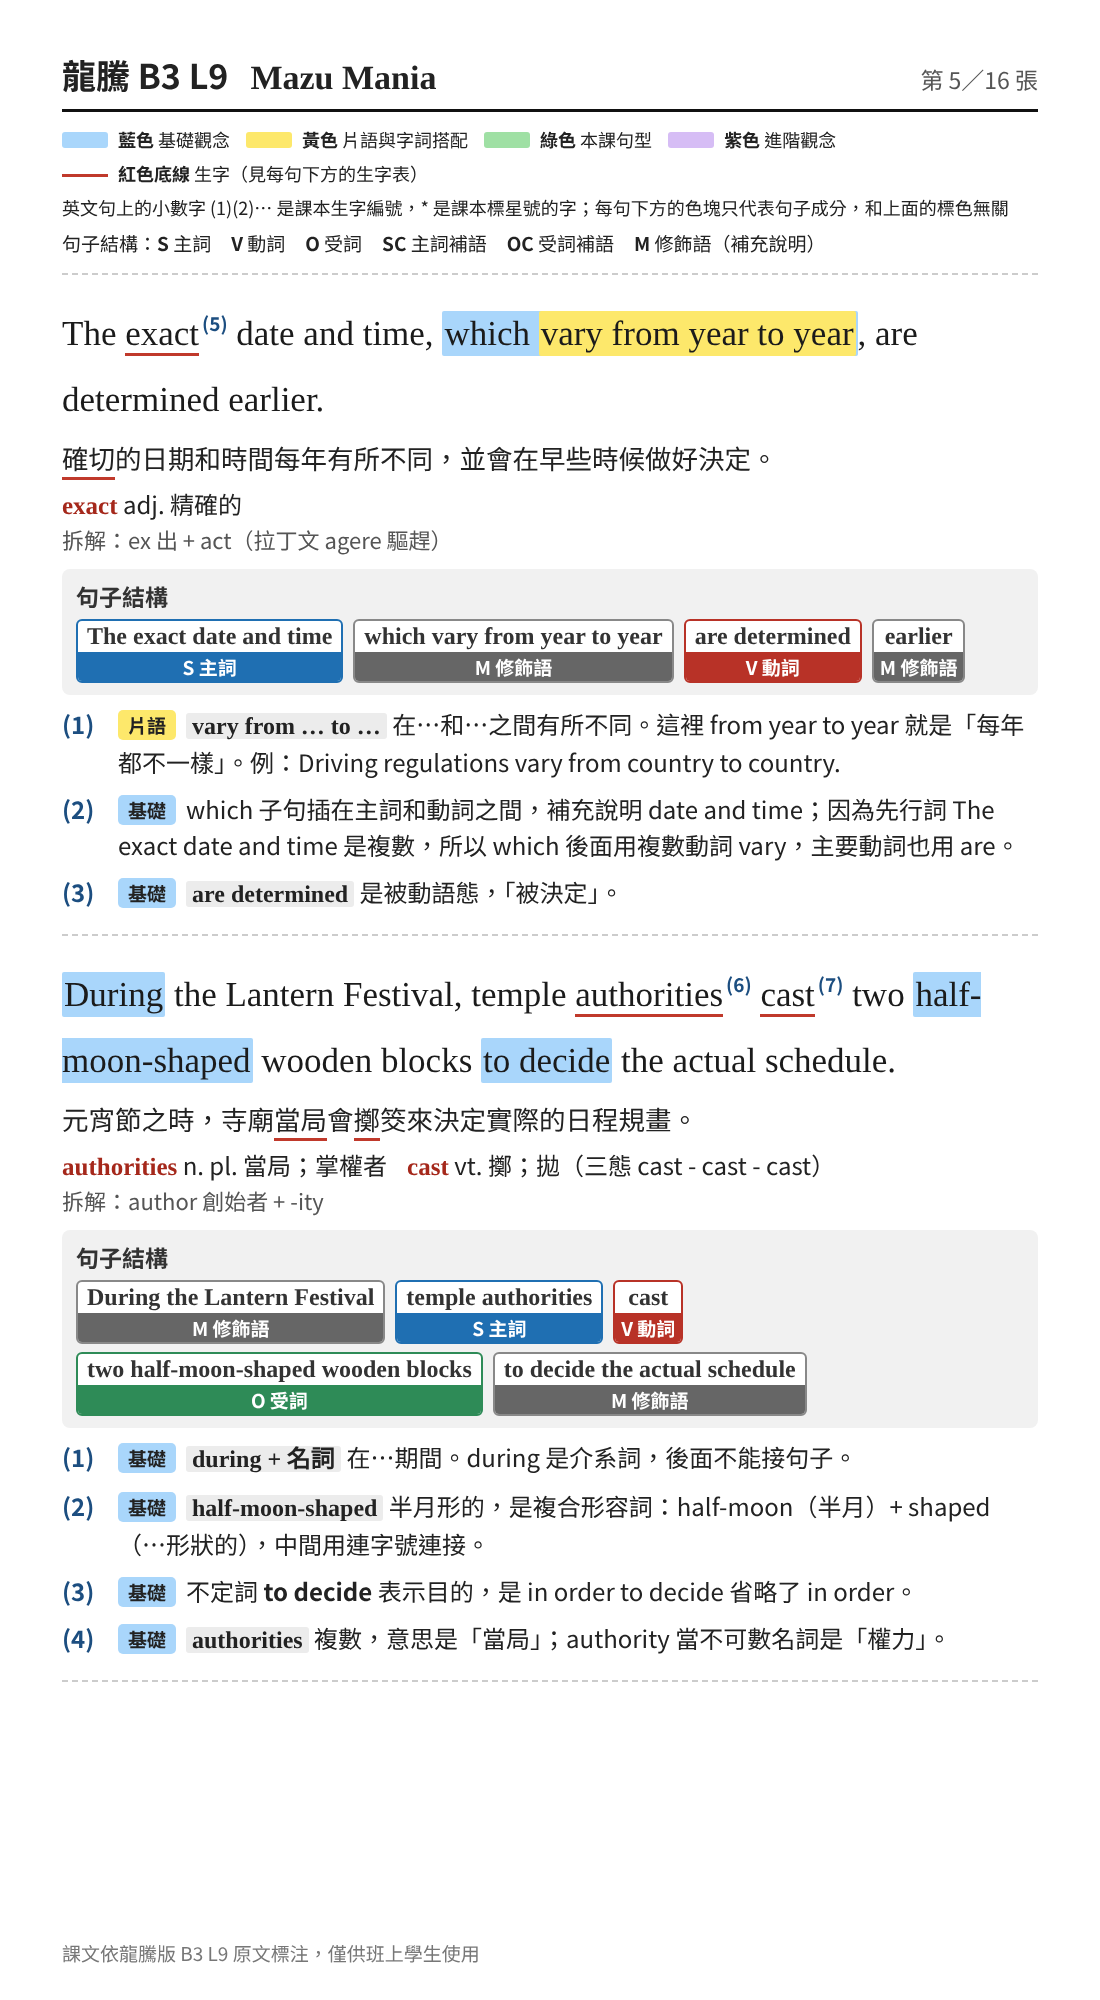 龍騰 B3 L9 Mazu Mania 第 5／16 張
藍色 基礎觀念 黃色 片語與字詞搭配 綠色 本課句型 紫色 進階觀念
紅色底線 生字（見每句下方的生字表）
英文句上的小數字 (1)(2)⋯ 是課本生字編號，* 是課本標星號的字；每句下方的色塊只代表句子成分，和上面的標色無關
句子結構：S 主詞 V 動詞 O 受詞 SC 主詞補語 OC 受詞補語 M 修飾語（補充說明）
The exact(5) date and time, which vary from year to year, are
determined earlier.
確切的日期和時間每年有所不同，並會在早些時候做好決定。
exact adj. 精確的
拆解：ex 出 + act（拉丁文 agere 驅趕）
句子結構
The exact date and time which vary from year to year are determined earlier
S 主詞 M 修飾語 V 動詞 M 修飾語
(1) 片語 vary from … to … 在⋯和⋯之間有所不同。這裡 from year to year 就是「每年
都不一樣」。例：Driving regulations vary from country to country.
(2) 基礎 which 子句插在主詞和動詞之間，補充說明 date and time；因為先行詞 The
exact date and time 是複數，所以 which 後面用複數動詞 vary，主要動詞也用 are。
(3) 基礎 are determined 是被動語態，「被決定」。
During the Lantern Festival, temple authorities(6) cast(7) two half-
moon-shaped wooden blocks to decide the actual schedule.
元宵節之時，寺廟當局會擲筊來決定實際的日程規畫。
authorities n. pl. 當局；掌權者 cast vt. 擲；拋（三態 cast - cast - cast）
拆解：author 創始者 + -ity
句子結構
During the Lantern Festival temple authorities cast
M 修飾語 S 主詞 V 動詞
two half-moon-shaped wooden blocks to decide the actual schedule
O 受詞 M 修飾語
(1) 基礎 during + 名詞 在⋯期間。during 是介系詞，後面不能接句子。
(2) 基礎 half-moon-shaped 半月形的，是複合形容詞：half-moon（半月）+ shaped
（⋯形狀的），中間用連字號連接。
(3) 基礎 不定詞 to decide 表示目的，是 in order to decide 省略了 in order。
(4) 基礎 authorities 複數，意思是「當局」；authority 當不可數名詞是「權力」。
課文依龍騰版 B3 L9 原文標注，僅供班上學生使用